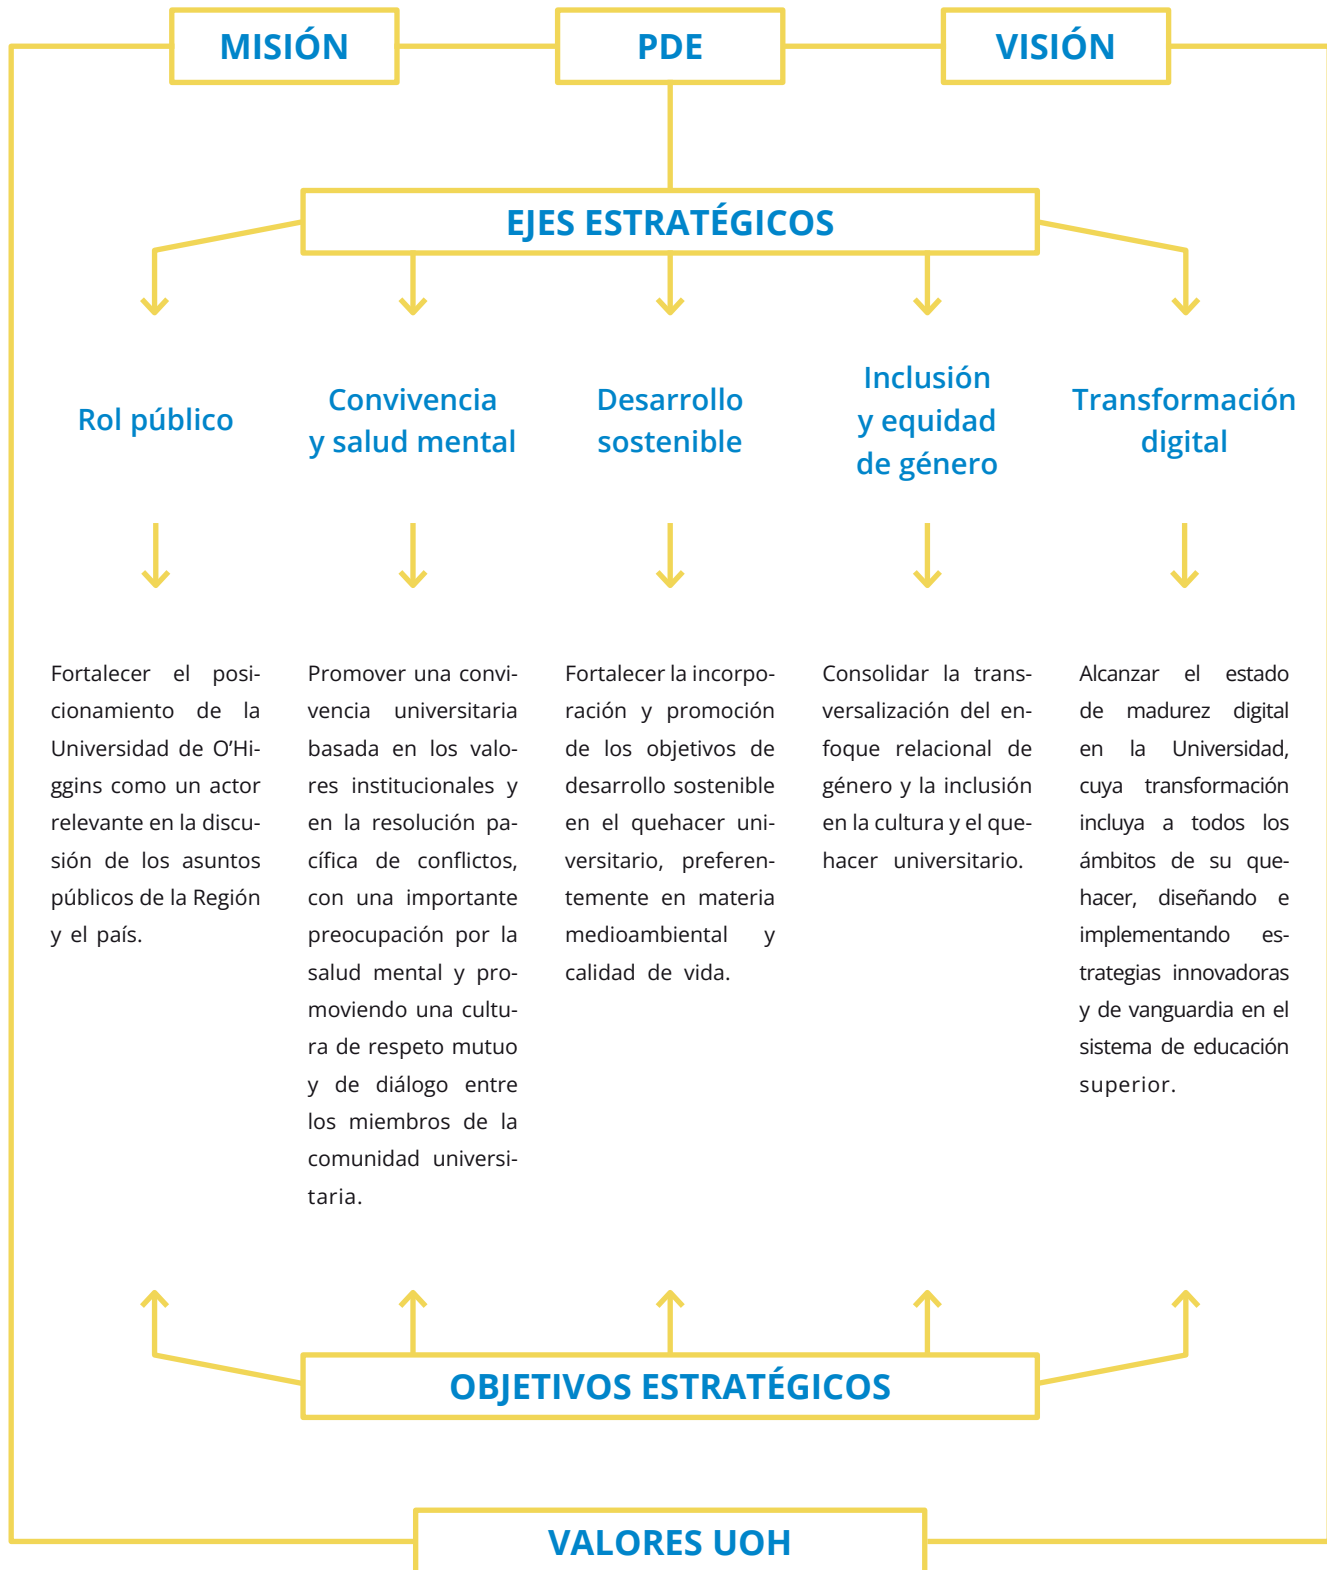 MISIÓN
PDE
VISIÓN
EJES ESTRATÉGICOS
Rol público
Convivencia
y salud mental
Desarrollo
sostenible
Inclusión
y equidad
de género
Transformación
digital
Fortalecer el posi-
cionamiento de la
Universidad de O’Hi-
ggins como un actor
relevante en la discu-
sión de los asuntos
públicos de la Región
y el país.
Promover una convi-
vencia universitaria
basada en los valo-
res institucionales y
en la resolución pa-
cífica de conflictos,
con una importante
preocupación por la
salud mental y pro-
moviendo una cultu-
ra de respeto mutuo
y de diálogo entre
los miembros de la
comunidad universi-
taria.
Fortalecer la incorpo-
ración y promoción
de los objetivos de
desarrollo sostenible
en el quehacer uni-
versitario, preferen-
temente en materia
medioambiental y
calidad de vida.
Consolidar la trans-
versalización del en-
foque relacional de
género y la inclusión
en la cultura y el que-
hacer universitario.
Alcanzar el estado
de madurez digital
en la Universidad,
cuya transformación
incluya a todos los
ámbitos de su que-
hacer, diseñando e
implementando es-
trategias innovadoras
y de vanguardia en el
sistema de educación
superior.
OBJETIVOS ESTRATÉGICOS
VALORES UOH